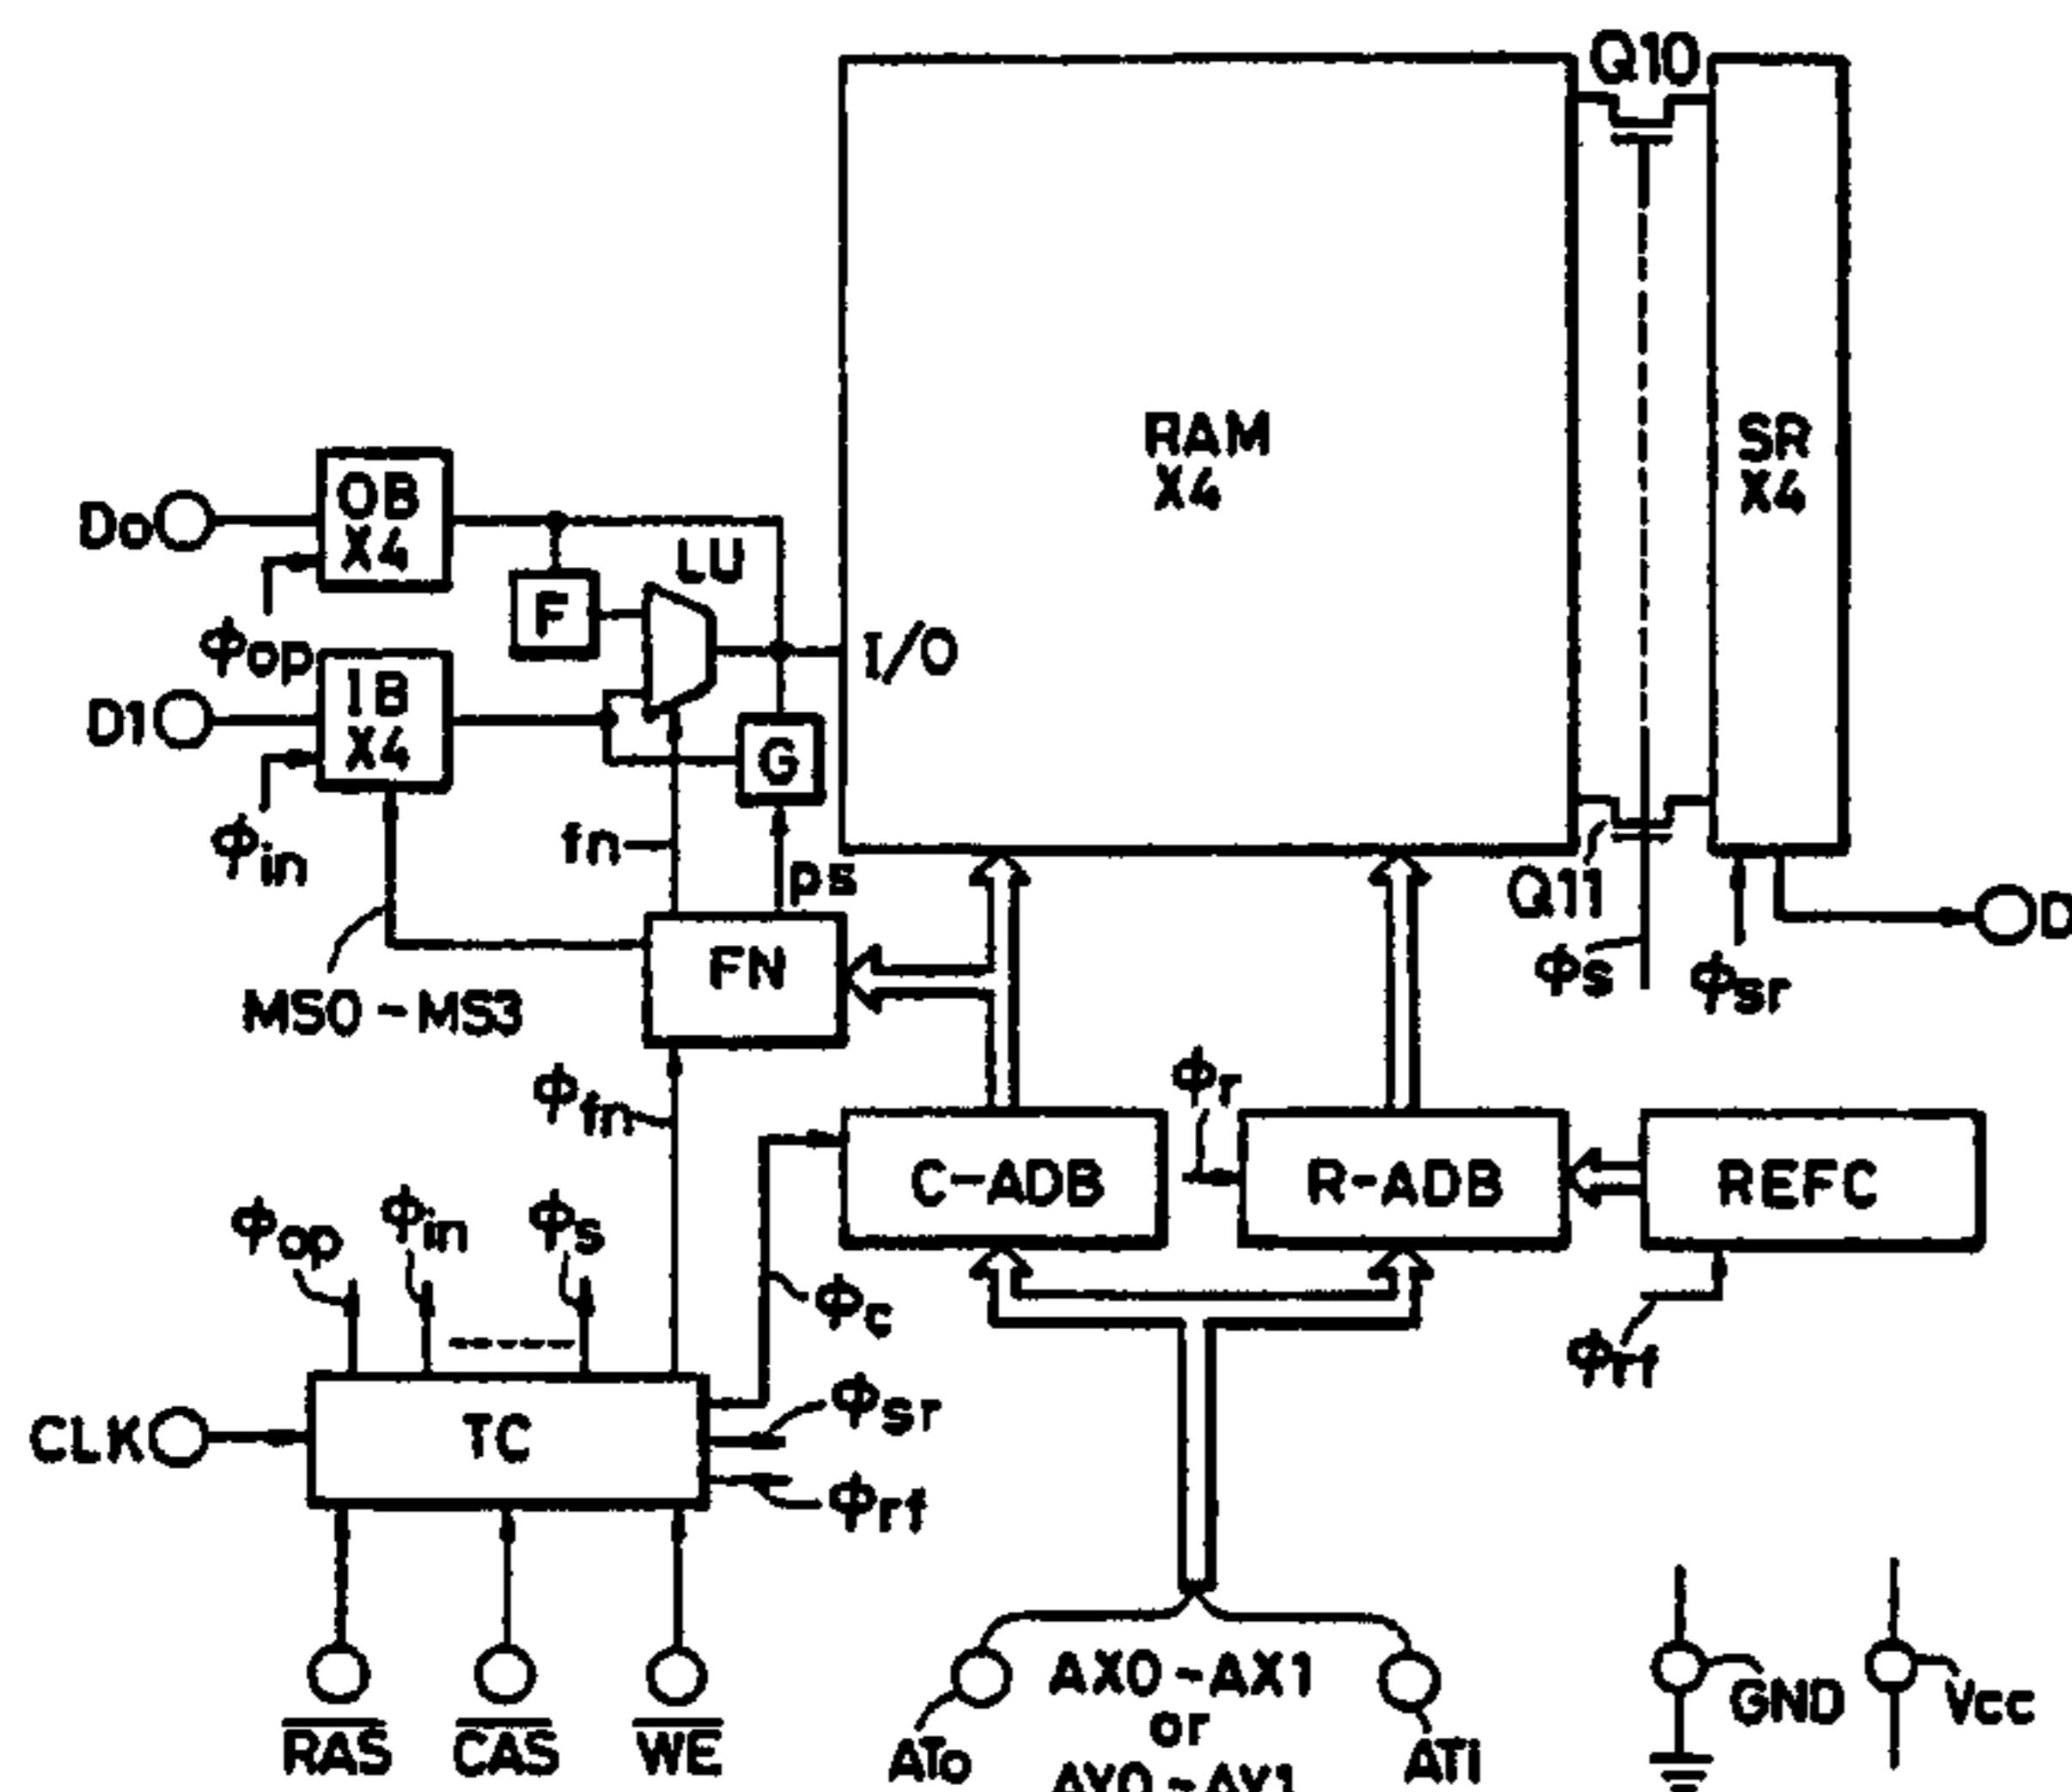 Q10
RAM
X4
SR
X4
Do
OB
X4
LU
F
ϕop
I/O
D1
IB
X4
G
ϕin
fn
ps
Q11
D
FN
ϕs
ϕsr
MS0 - MS3
ϕfn
ϕr
C-ADB
R-ADB
REFC
ϕop
ϕin
ϕs
ϕc
ϕrf
CLK
TC
ϕsr
ϕrf
RAS
CAS
WE
ATo
AX0 ~ AX1
or
AY0 ~ AY1
ATi
GND
Vcc